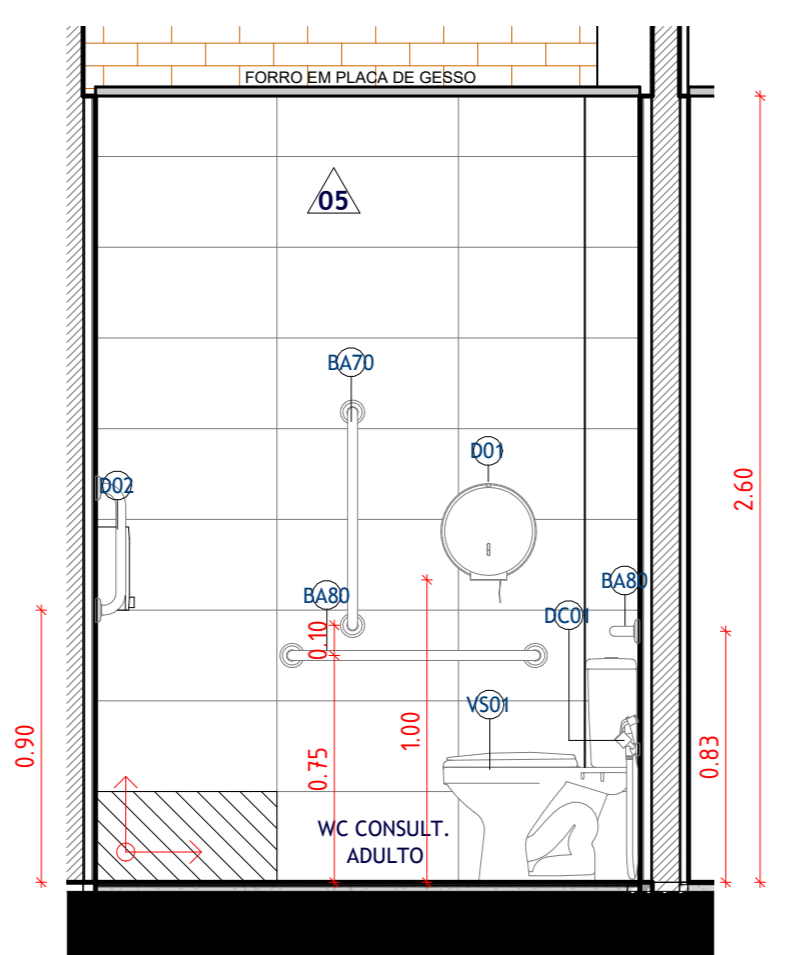 FORRO EM PLACA DE GESSO
05
BA70
D01
D02
2.60
BA80
BA80
DC01
0.10
VS01
1.00
0.90
0.75
0.83
WC CONSULT.
ADULTO